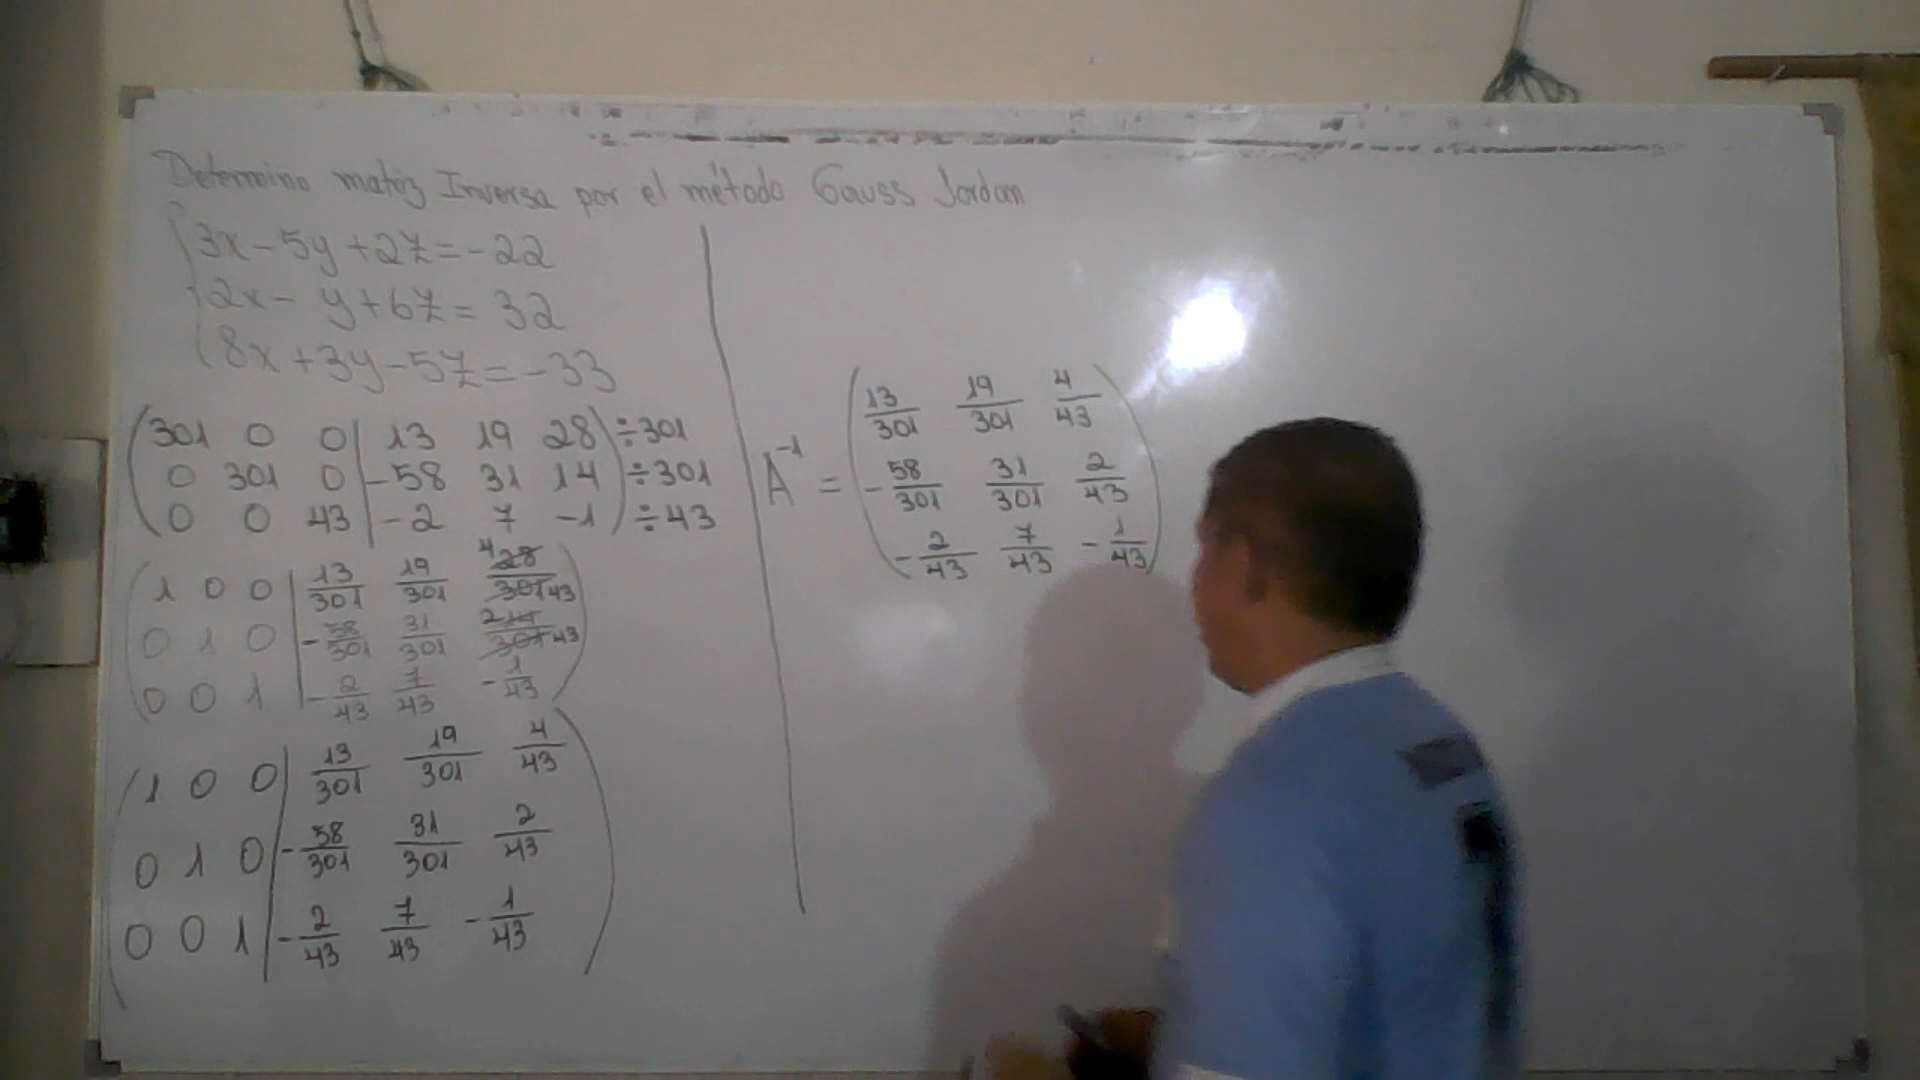 Determino matriz Inversa por el método Gauss Jordan
3x - 5y + 2z = -22
2x - y + 6z = 32
8x + 3y - 5z = -33
301 0 0 | 13 19 28 ÷301
0 301 0 | -58 31 14 ÷301
0 0 43 | -2 7 -1 ÷43
1 0 0 | 13/301 19/301 4 28/301 43
0 1 0 | -58/301 31/301 2 14/301 43
0 0 1 | -2/43 7/43 -1/43
1 0 0 | 13/301 19/301 4/43
0 1 0 | -58/301 31/301 2/43
0 0 1 | -2/43 7/43 -1/43
13/301 19/301 4/43
A⁻¹ = -58/301 31/301 2/43
-2/43 7/43 -1/43